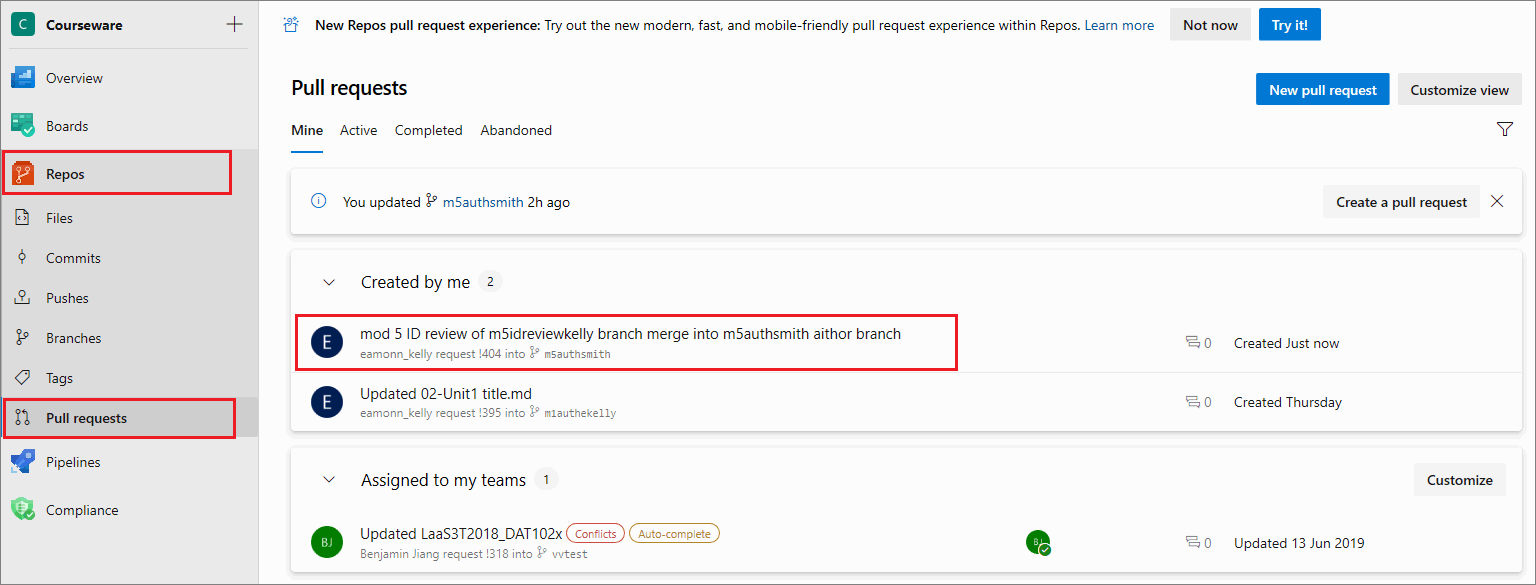 C Courseware
Overview
Boards
Repos
Files
Commits
Pushes
Branches
Tags
Pull requests
Pipelines
Compliance
New Repos pull request experience: Try out the new modern, fast, and mobile-friendly pull request experience within Repos. Learn more Not now Try it!
Pull requests New pull request Customize view
Mine Active Completed Abandoned
You updated m5authsmith 2h ago Create a pull request
Created by me 2
E mod 5 ID review of m5idreviewkelly branch merge into m5authsmith aithor branch 0 Created Just now
eamonn_kelly request !404 into m5authsmith
E Updated 02-Unit1 title.md 0 Created Thursday
eamonn_kelly request !395 into m1authekelly
Assigned to my teams 1 Customize
BJ Updated LaaS3T2018_DAT102x Conflicts Auto-complete BJ 0 Updated 13 Jun 2019
Benjamin Jiang request !318 into vvtest